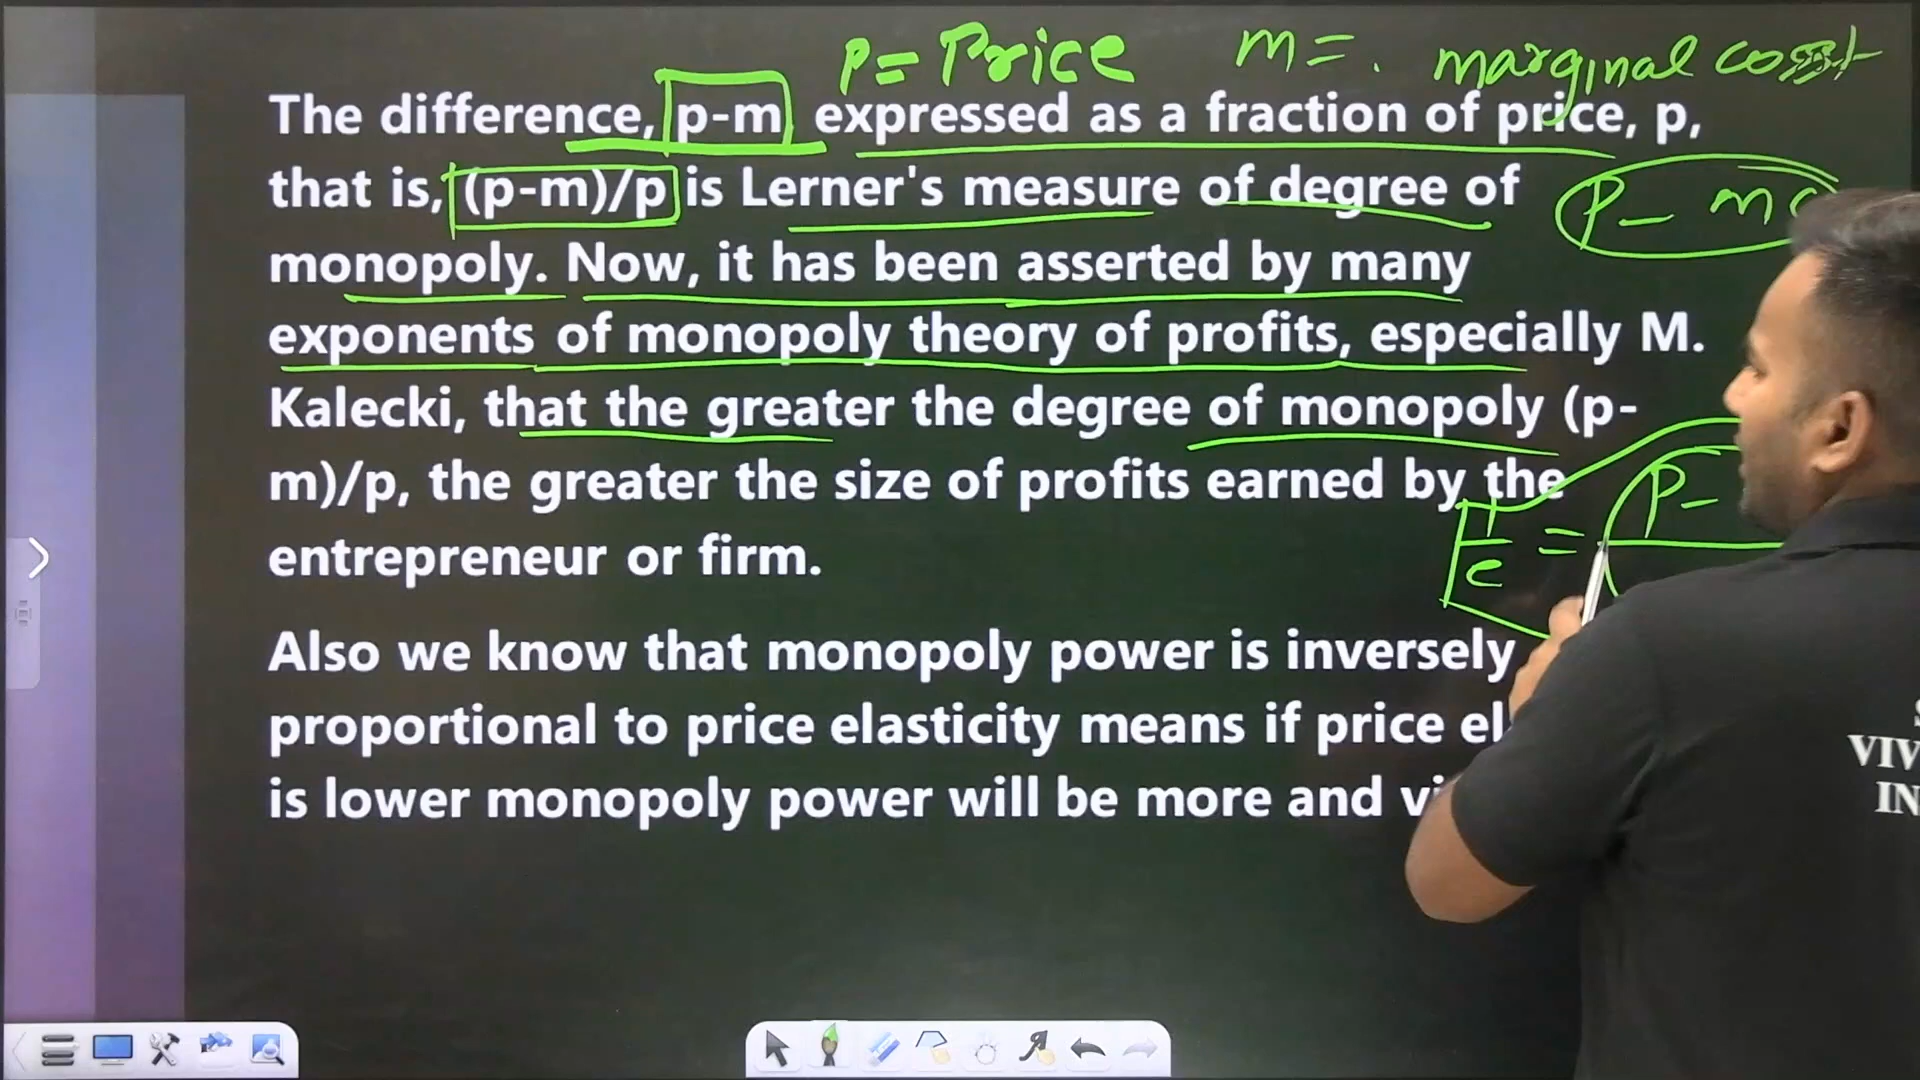 P = Price m = . marginal cost
The difference, p-m expressed as a fraction of price, p,
that is, (p-m)/p is Lerner's measure of degree of
P - mc
monopoly. Now, it has been asserted by many
exponents of monopoly theory of profits, especially M.
Kalecki, that the greater the degree of monopoly (p-
m)/p, the greater the size of profits earned by the
1/e = P -
entrepreneur or firm.
Also we know that monopoly power is inversely
proportional to price elasticity means if price el
is lower monopoly power will be more and vi
VIV
IN